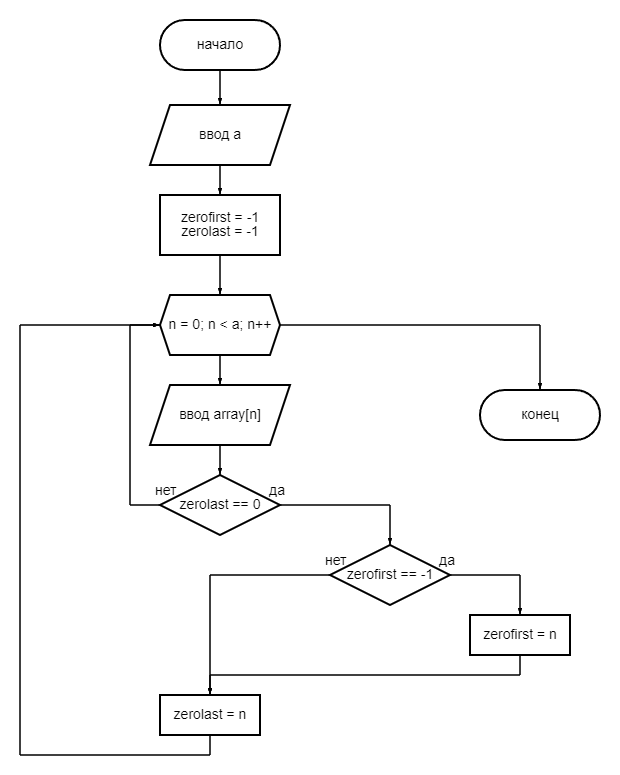 начало
ввод a
zerofirst = -1
zerolast = -1
n = 0; n < a; n++
ввод array[n]
конец
нет
да
zerolast == 0
нет
да
zerofirst == -1
zerofirst = n
zerolast = n